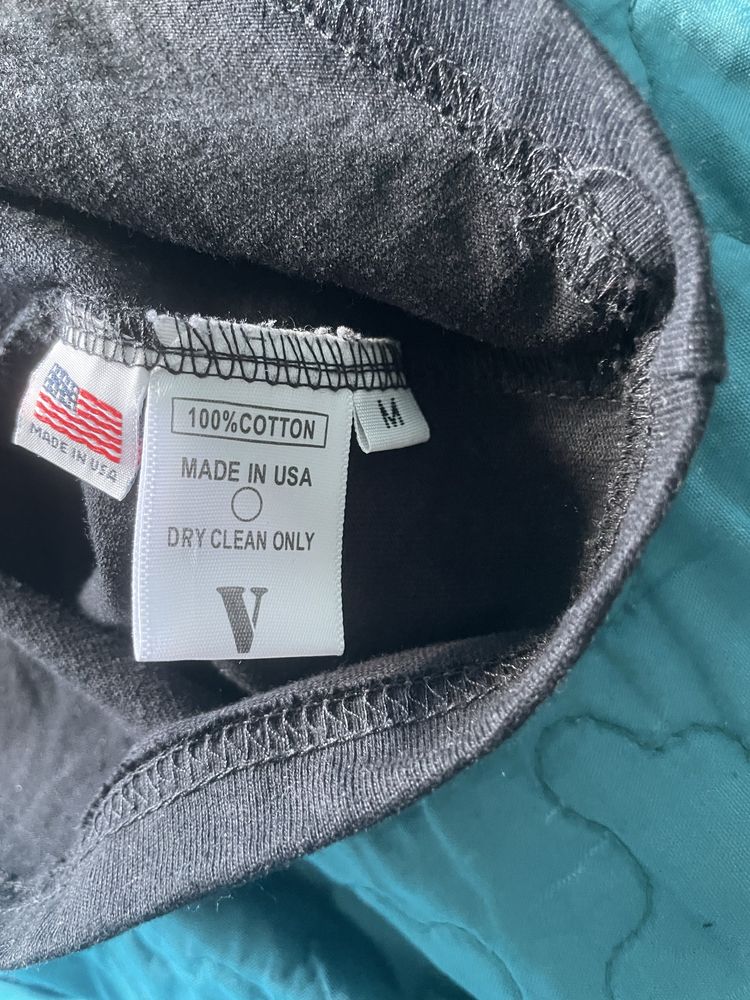 MADE IN USA
100%COTTON
MADE IN USA
DRY CLEAN ONLY
V
M